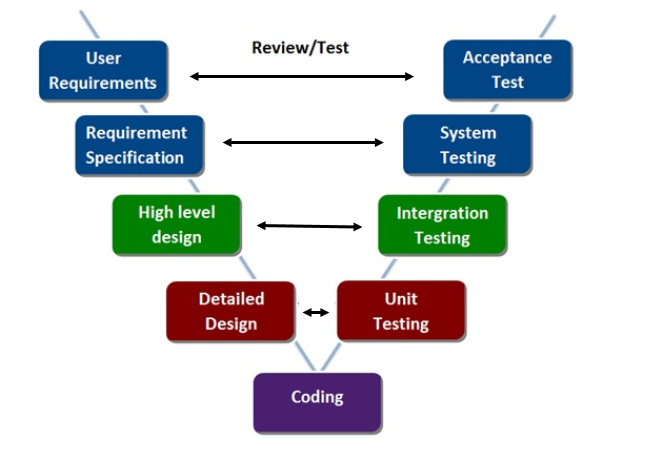 Review/Test
User
Requirements
Acceptance
Test
Requirement
Specification
System
Testing
High level
design
Intergration
Testing
Detailed
Design
Unit
Testing
Coding